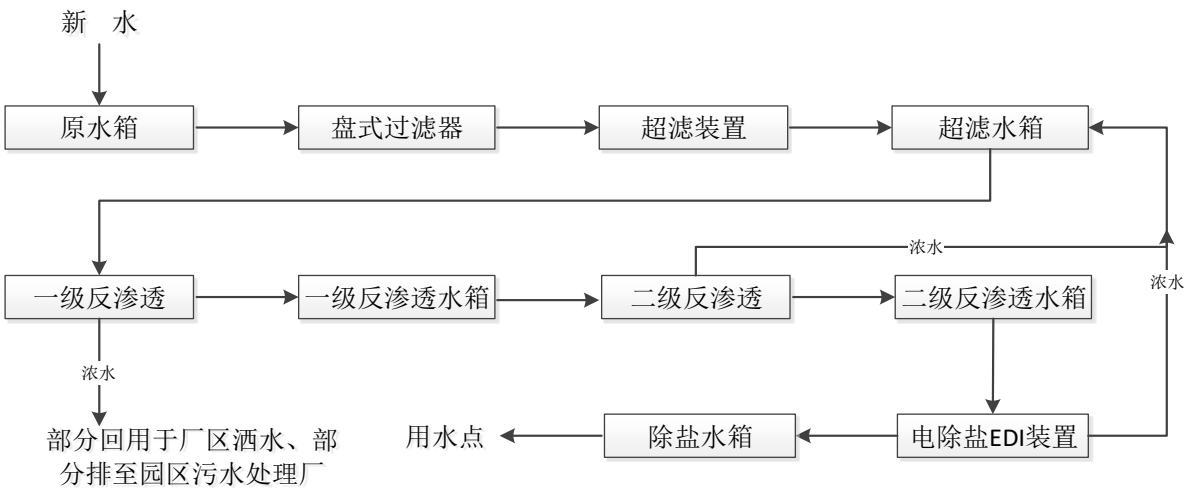 新 水
原水箱
盘式过滤器
超滤装置
超滤水箱
浓水
一级反渗透
一级反渗透水箱
二级反渗透
二级反渗透水箱
浓水
浓水
部分回用于厂区洒水、部
分排至园区污水处理厂
用水点
除盐水箱
电除盐EDI装置